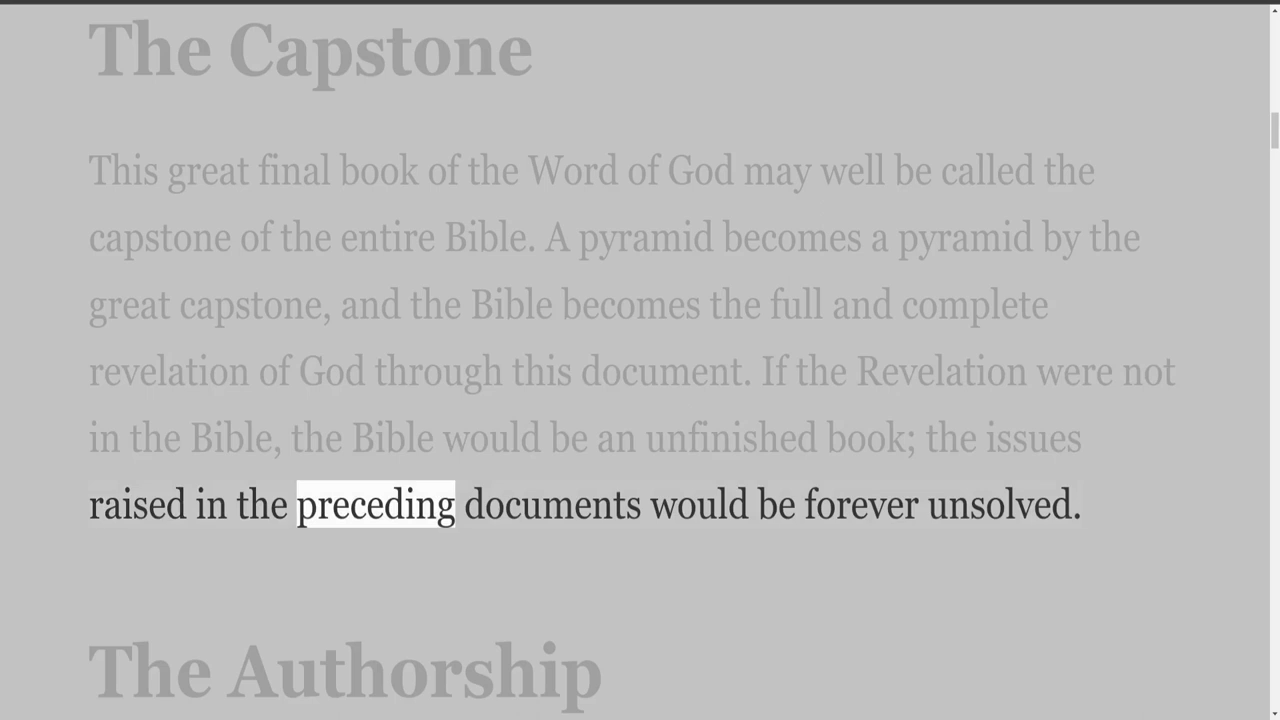 The Capstone
This great final book of the Word of God may well be called the
capstone of the entire Bible. A pyramid becomes a pyramid by the
great capstone, and the Bible becomes the full and complete
revelation of God through this document. If the Revelation were not
in the Bible, the Bible would be an unfinished book; the issues
raised in the preceding documents would be forever unsolved.
The Authorship